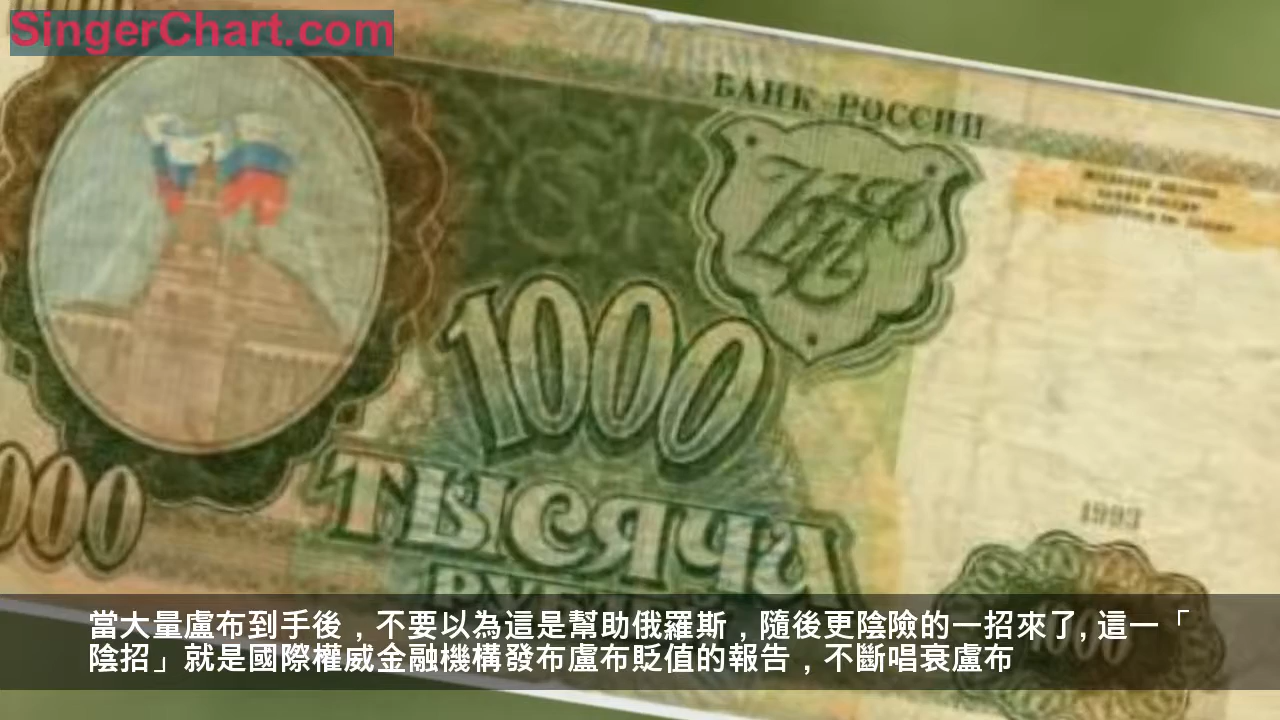 SingerChart.com
БАНК РОССИИ
1000
ТЫСЯЧА
000
1993
1000
當大量盧布到手後，不要以為這是幫助俄羅斯，隨後更陰險的一招來了, 這一「
陰招」就是國際權威金融機構發布盧布貶值的報告，不斷唱衰盧布